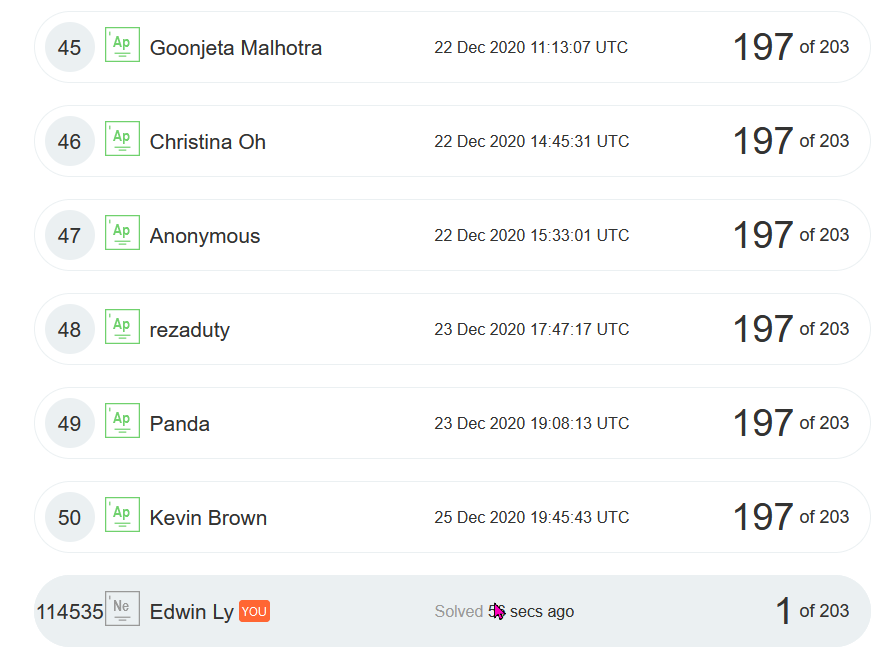 45 Ap Goonjeta Malhotra 22 Dec 2020 11:13:07 UTC 197 of 203
46 Ap Christina Oh 22 Dec 2020 14:45:31 UTC 197 of 203
47 Ap Anonymous 22 Dec 2020 15:33:01 UTC 197 of 203
48 Ap rezaduty 23 Dec 2020 17:47:17 UTC 197 of 203
49 Ap Panda 23 Dec 2020 19:08:13 UTC 197 of 203
50 Ap Kevin Brown 25 Dec 2020 19:45:43 UTC 197 of 203
114535 Ne Edwin Ly YOU Solved secs ago 1 of 203